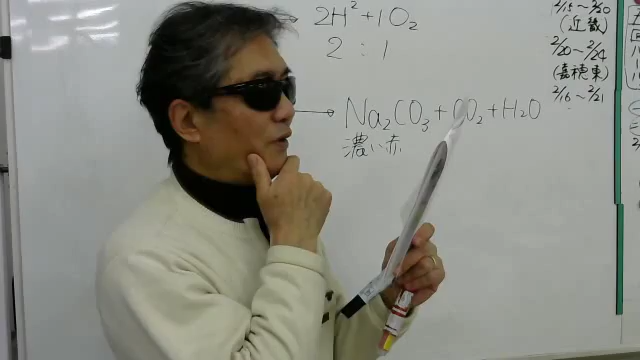 → 2H² + 1O₂
2 : 1
→ Na₂CO₃ + CO₂ + H₂O
濃い赤
2/15〜2/20
(近畿)
2/20〜2/24
(嘉穂東)
2/16〜2/21